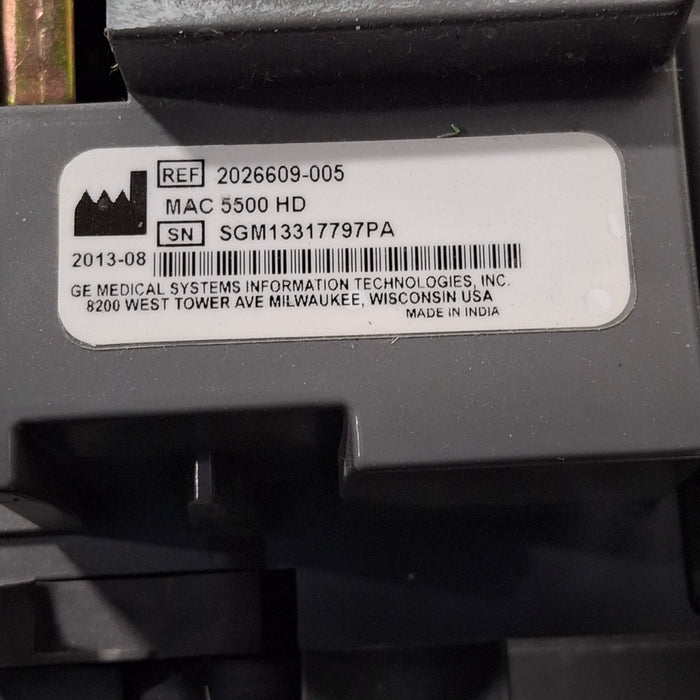 REF 2026609-005
MAC 5500 HD
SN SGM13317797PA
2013-08
GE MEDICAL SYSTEMS INFORMATION TECHNOLOGIES, INC.
8200 WEST TOWER AVE MILWAUKEE, WISCONSIN USA
MADE IN INDIA